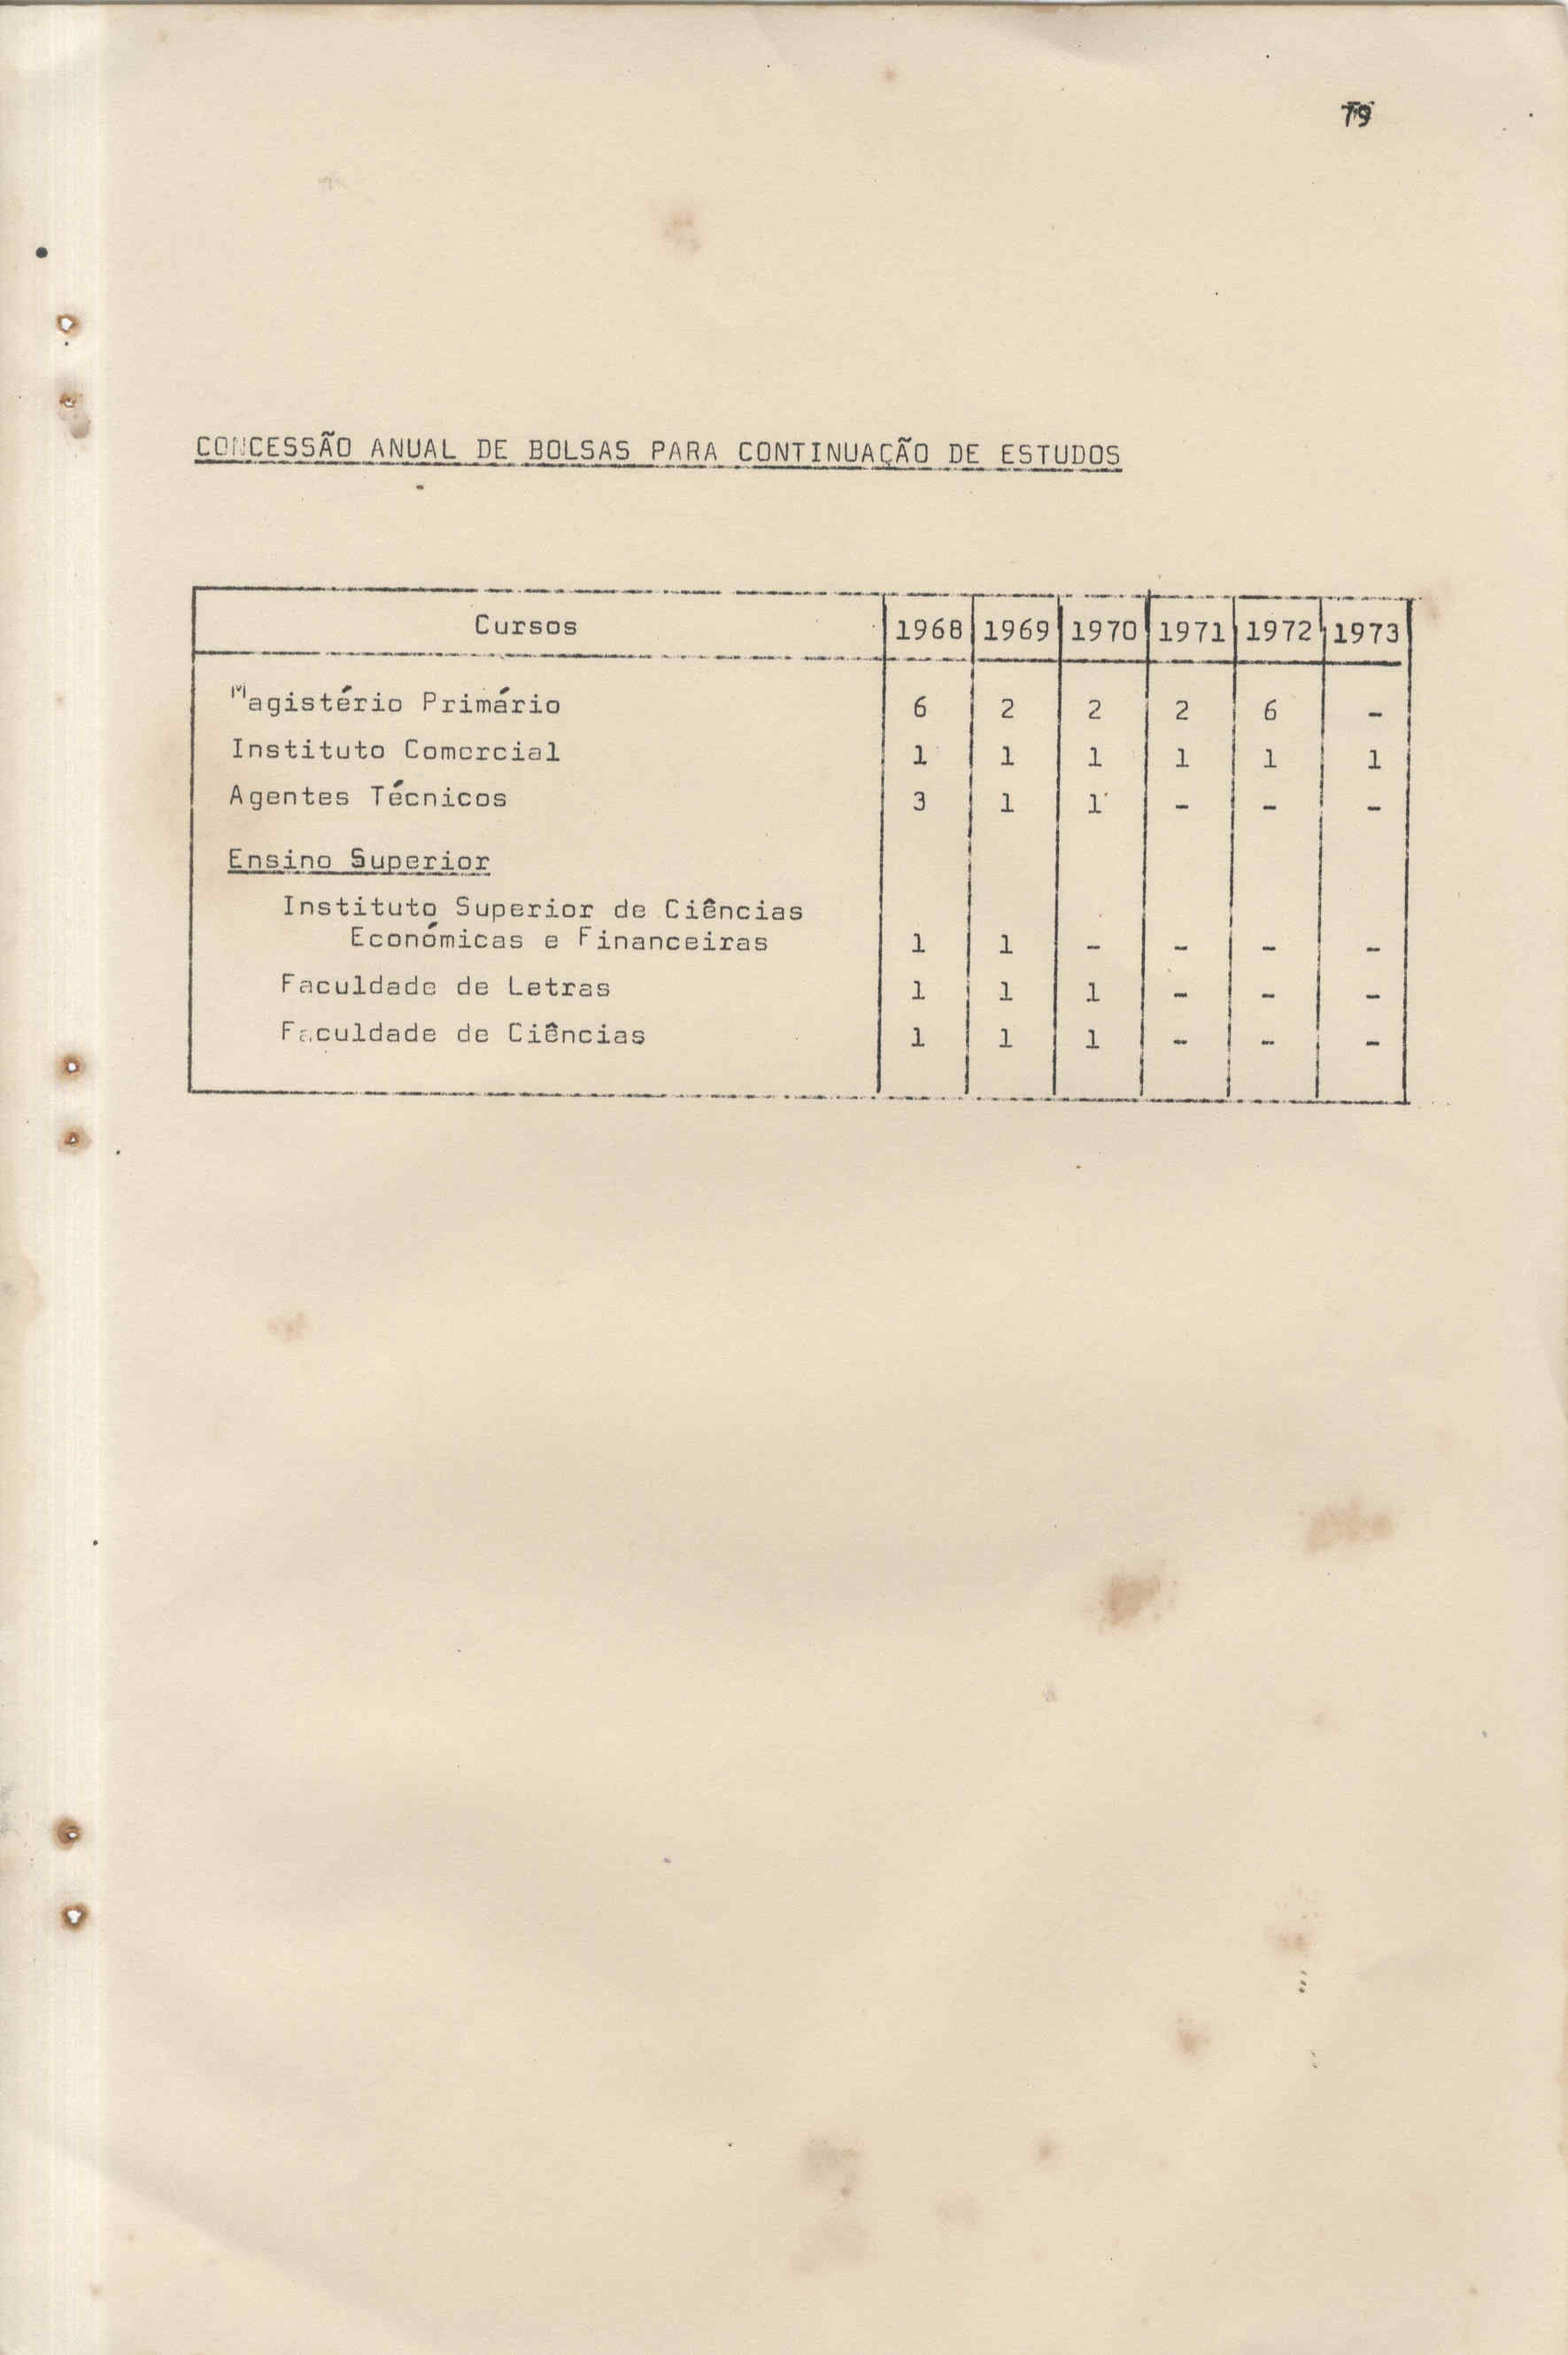 79
CONCESSÃO ANUAL DE BOLSAS PARA CONTINUAÇÃO DE ESTUDOS
Cursos 1968 1969 1970 1971 1972 1973
Magistério Primário 6 2 2 2 6 -
Instituto Comercial 1 1 1 1 1 1
Agentes Técnicos 3 1 1 - - -
Ensino Superior
Instituto Superior de Ciências
Económicas e Financeiras 1 1 - - - -
Faculdade de Letras 1 1 1 - - -
Faculdade de Ciências 1 1 1 - - -